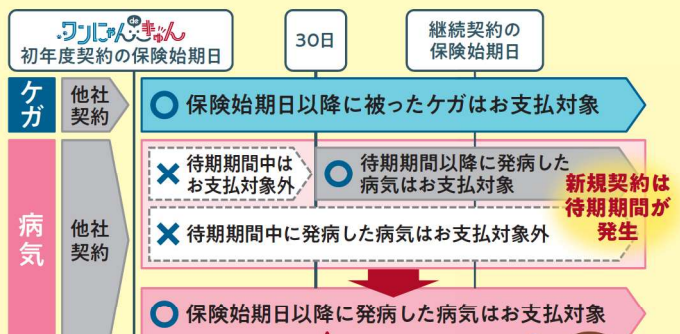 ワンにゃん de きゅん
初年度契約の保険始期日
30日
継続契約の
保険始期日
ケガ
他社
契約
○ 保険始期日以降に被ったケガはお支払対象
病気
他社
契約
× 待期期間中は
お支払対象外
○ 待期期間以降に発病した
病気はお支払対象
新規契約は
待期期間が
発生
× 待期期間中に発病した病気はお支払対象外
○ 保険始期日以降に発病した病気はお支払対象